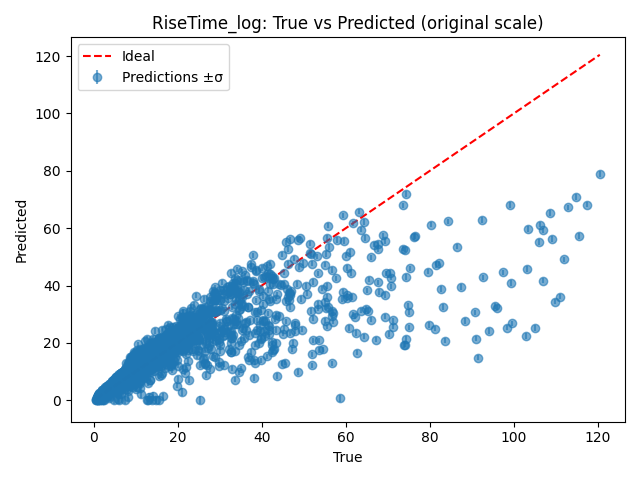 RiseTime_log: True vs Predicted (original scale)
Ideal
Predictions ±σ
Predicted
120
100
80
60
40
20
0
0 20 40 60 80 100 120
True